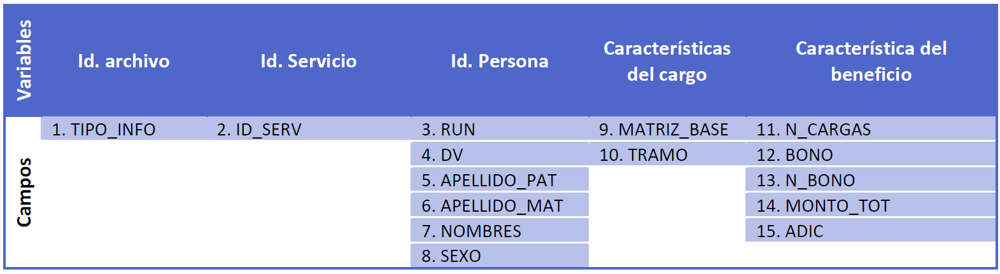 Variables
Id. archivo
Id. Servicio
Id. Persona
Características
del cargo
Característica del
beneficio
Campos
1. TIPO_INFO
2. ID_SERV
3. RUN
9. MATRIZ_BASE
11. N_CARGAS
4. DV
10. TRAMO
12. BONO
5. APELLIDO_PAT
13. N_BONO
6. APELLIDO_MAT
14. MONTO_TOT
7. NOMBRES
15. ADIC
8. SEXO